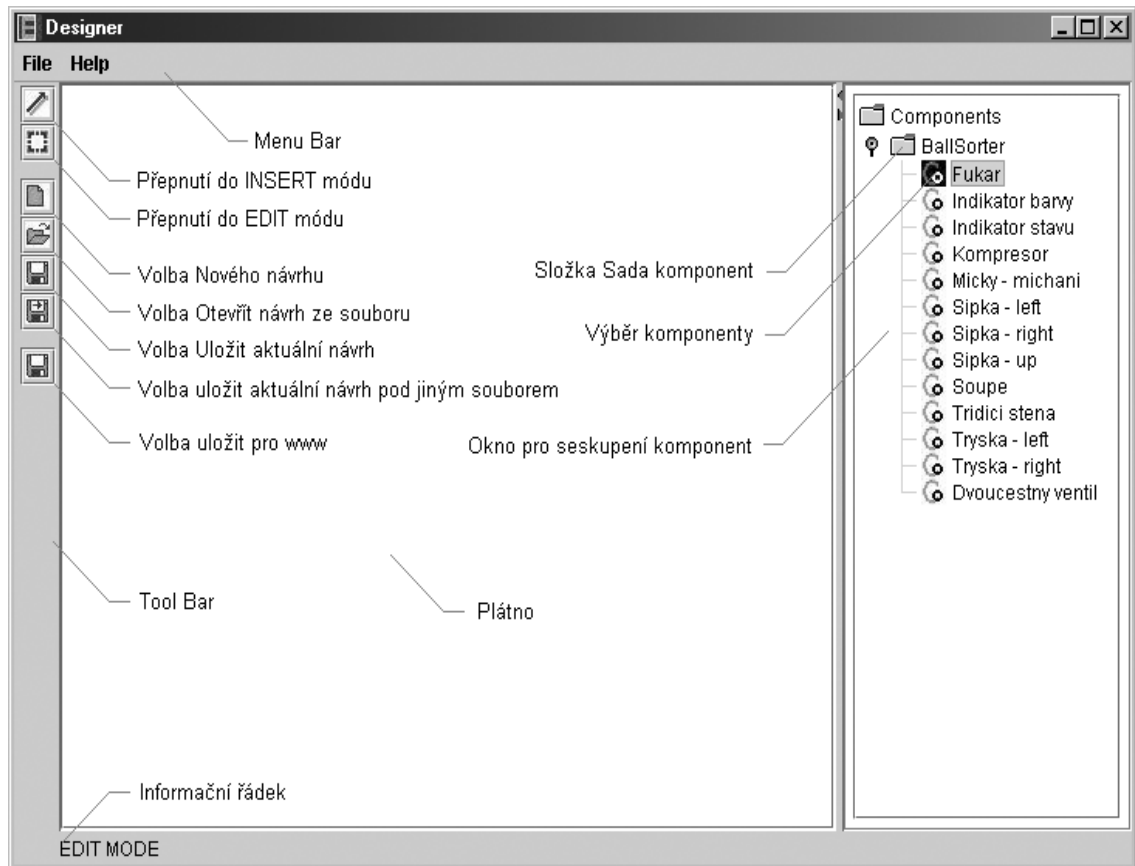 Designer
File Help
Menu Bar
Přepnutí do INSERT módu
Přepnutí do EDIT módu
Volba Nového návrhu
Volba Otevřít návrh ze souboru
Volba Uložit aktuální návrh
Volba uložit aktuální návrh pod jiným souborem
Volba uložit pro www
Tool Bar
Plátno
Informační řádek
EDIT MODE
Složka Sada komponent
Výběr komponenty
Okno pro seskupení komponent
Components
BallSorter
Fukar
Indikator barvy
Indikator stavu
Kompresor
Micky - michani
Sipka - left
Sipka - right
Sipka - up
Soupe
Tridici stena
Tryska - left
Tryska - right
Dvoucestny ventil